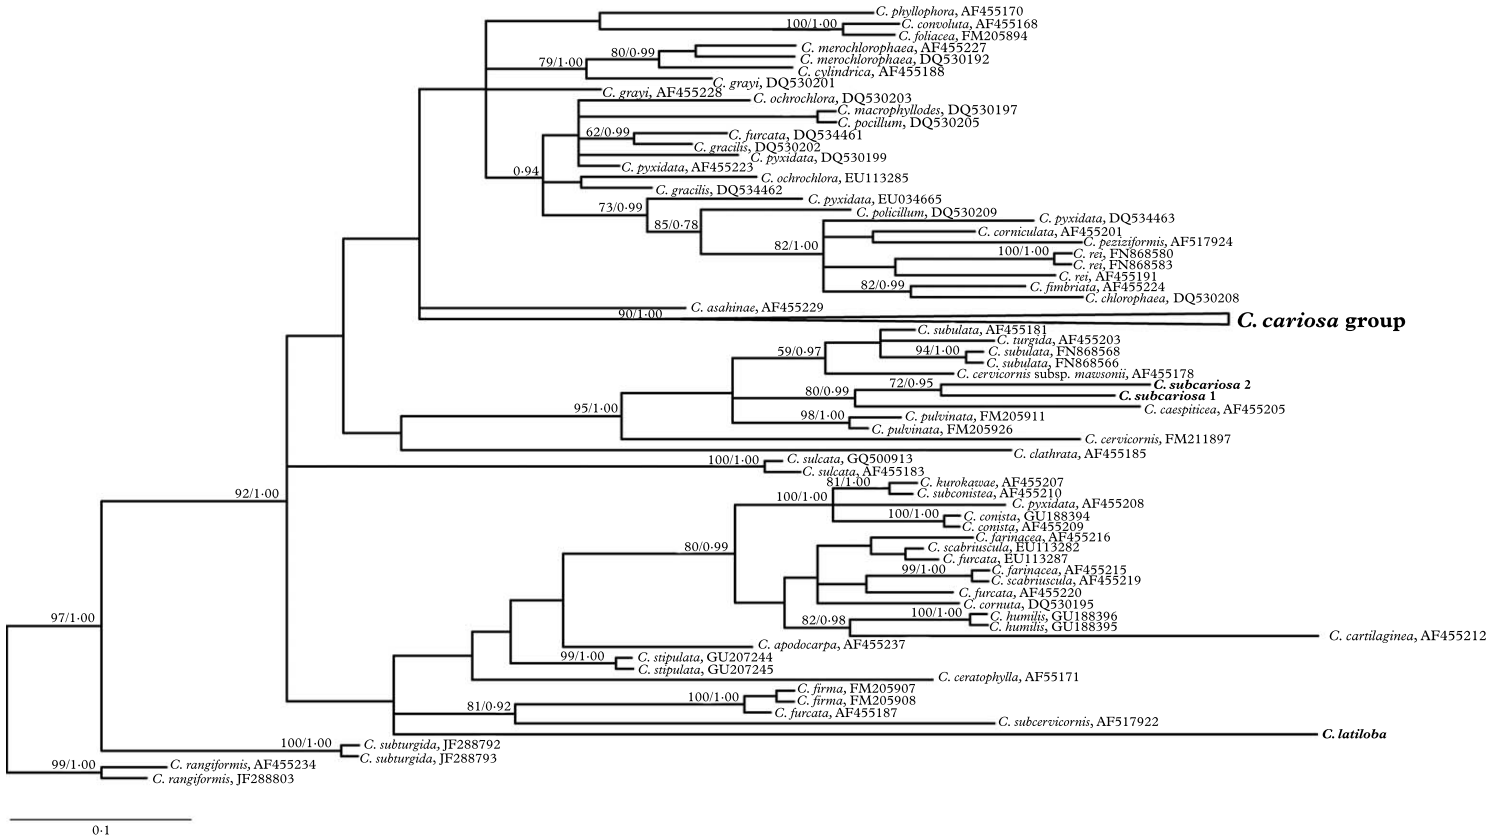 C. phyllophora, AF455170
100/1·00
C. convoluta, AF455168
C. foliacea, FM205894
C. merochlorophaea, AF455227
80/0·99
C. merochlorophaea, DQ530192
79/1·00
C. cylindrica, AF455188
C. grayi, DQ530201
C. grayi, AF455228
C. ochrochlora, DQ530203
C. macrophyllodes, DQ530197
C. pocillum, DQ530205
62/0·99
C. furcata, DQ534461
C. gracilis, DQ530202
C. pyxidata, DQ530199
C. pyxidata, AF455223
0·94
C. ochrochlora, EU113285
C. gracilis, DQ534462
73/0·99
C. pyxidata, EU034665
C. policillum, DQ530209
85/0·78
C. pyxidata, DQ534463
C. corniculata, AF455201
82/1·00
C. peziziformis, AF517924
100/1·00
C. rei, FN868580
C. rei, FN868583
C. rei, AF455191
82/0·99
C. fimbriata, AF455224
C. chlorophaea, DQ530208
C. asahinae, AF455229
90/1·00
C. cariosa group
C. subulata, AF455181
C. turgida, AF455203
59/0·97
94/1·00
C. subulata, FN868568
C. subulata, FN868566
C. cervicornis subsp. mawsonii, AF455178
72/0·95
C. subcariosa 2
80/0·99
C. subcariosa 1
95/1·00
C. caespiticea, AF455205
98/1·00
C. pulvinata, FM205911
C. pulvinata, FM205926
C. cervicornis, FM211897
C. clathrata, AF455185
100/1·00
C. sulcata, GQ500913
C. sulcata, AF455183
81/1·00
C. kurokawae, AF455207
92/1·00
C. subconistea, AF455210
100/1·00
C. pyxidata, AF455208
100/1·00
C. conista, GU188394
C. conista, AF455209
C. farinacea, AF455216
80/0·99
C. scabriuscula, EU113282
C. furcata, EU113287
99/1·00
C. farinacea, AF455215
C. scabriuscula, AF455219
C. furcata, AF455220
C. cornuta, DQ530195
100/1·00
C. humilis, GU188396
97/1·00
82/0·98
C. humilis, GU188395
C. cartilaginea, AF455212
C. apodocarpa, AF455237
99/1·00
C. stipulata, GU207244
C. stipulata, GU207245
C. ceratophylla, AF55171
C. firma, FM205907
100/1·00
C. firma, FM205908
81/0·92
C. furcata, AF455187
C. subcervicornis, AF517922
C. latiloba
100/1·00
C. subturgida, JF288792
C. subturgida, JF288793
99/1·00
C. rangiformis, AF455234
C. rangiformis, JF288803
0·1